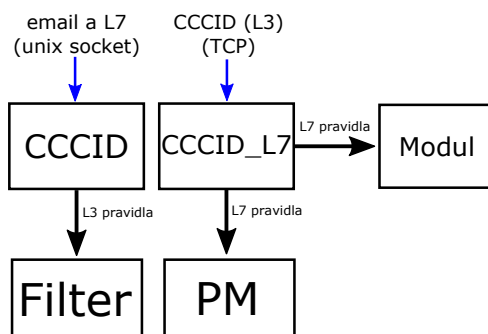 email a L7
(unix socket)
CCCID (L3)
(TCP)
CCCID
CCCID_L7
L7 pravidla
Modul
L3 pravidla
L7 pravidla
Filter
PM